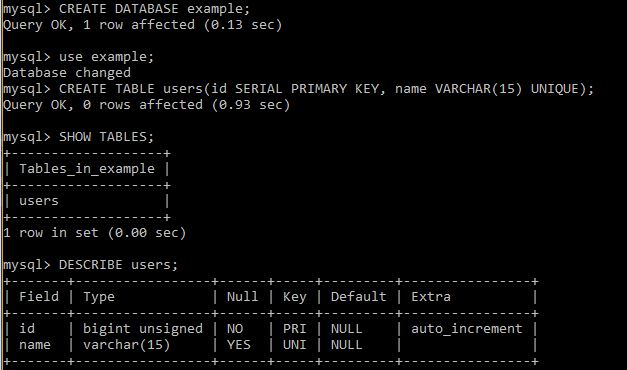 mysql> CREATE DATABASE example;
Query OK, 1 row affected (0.13 sec)

mysql> use example;
Database changed
mysql> CREATE TABLE users(id SERIAL PRIMARY KEY, name VARCHAR(15) UNIQUE);
Query OK, 0 rows affected (0.93 sec)

mysql> SHOW TABLES;
+-------------------+
| Tables_in_example |
+-------------------+
| users             |
+-------------------+
1 row in set (0.00 sec)

mysql> DESCRIBE users;
+-------+-----------------+------+-----+---------+----------------+
| Field | Type            | Null | Key | Default | Extra          |
+-------+-----------------+------+-----+---------+----------------+
| id    | bigint unsigned | NO   | PRI | NULL    | auto_increment |
| name  | varchar(15)     | YES  | UNI | NULL    |                |
+-------+-----------------+------+-----+---------+----------------+